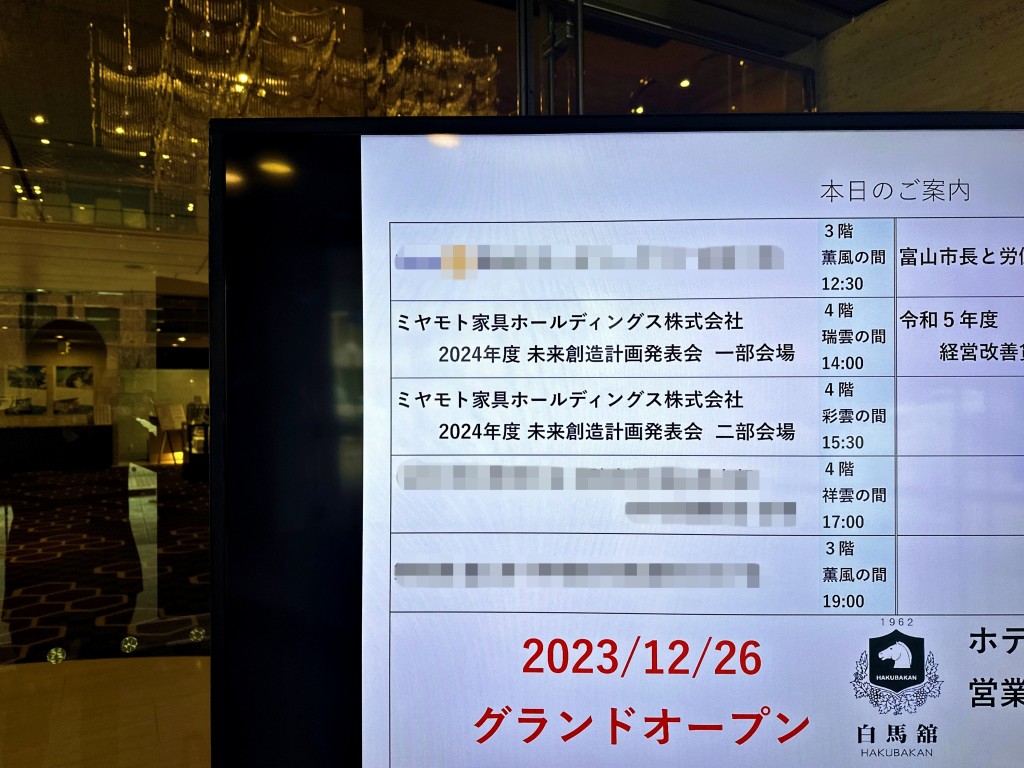 本日のご案内
3階
薫風の間
12:30
富山市長と労
ミヤモト家具ホールディングス株式会社
2024年度 未来創造計画発表会 一部会場
4階
瑞雲の間
14:00
令和5年度
経営改善
ミヤモト家具ホールディングス株式会社
2024年度 未来創造計画発表会 二部会場
4階
彩雲の間
15:30
4階
祥雲の間
17:00
3階
薫風の間
19:00
2023/12/26
グランドオープン
1962
HAKUBAKAN
白馬舘
HAKUBAKAN
ホテ
営業